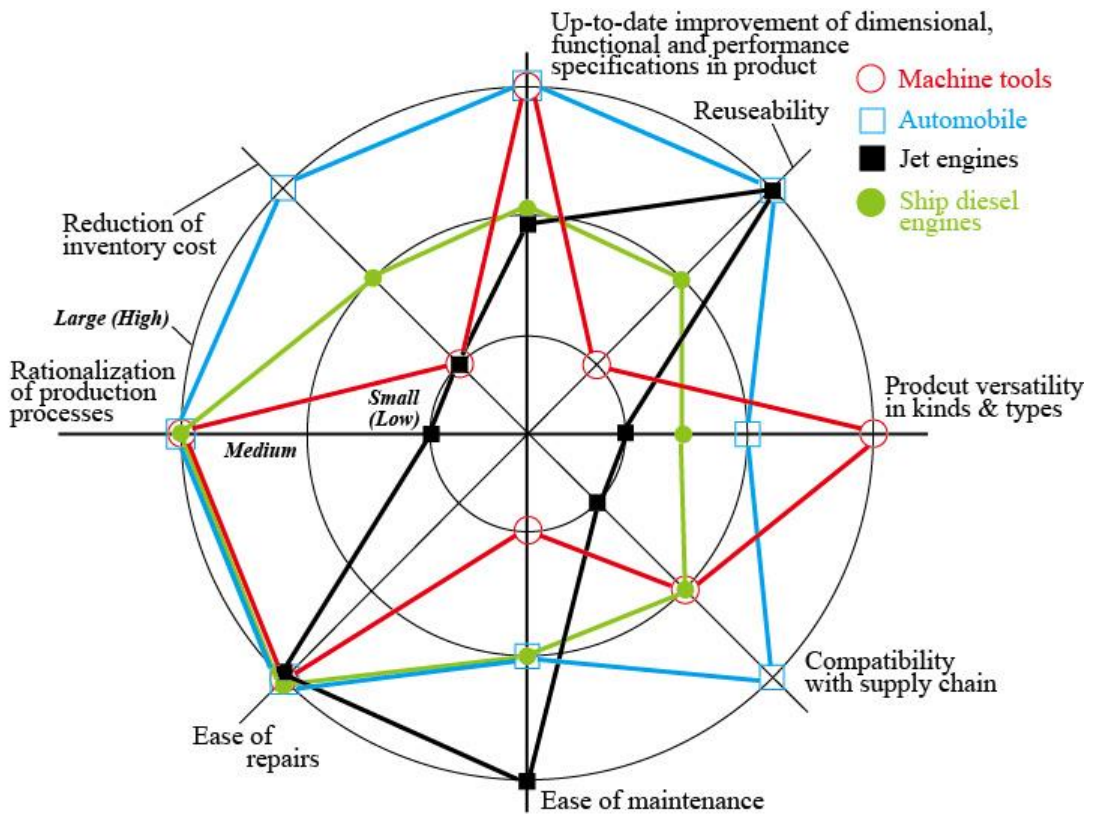 Up-to-date improvement of dimensional,
functional and performance
specifications in product
Machine tools
Automobile
Jet engines
Ship diesel
engines
Reuseability
Reduction of
inventory cost
Large (High)
Rationalization
of production
processes
Small
(Low)
Medium
Prodcut versatility
in kinds & types
Compatibility
with supply chain
Ease of
repairs
Ease of maintenance